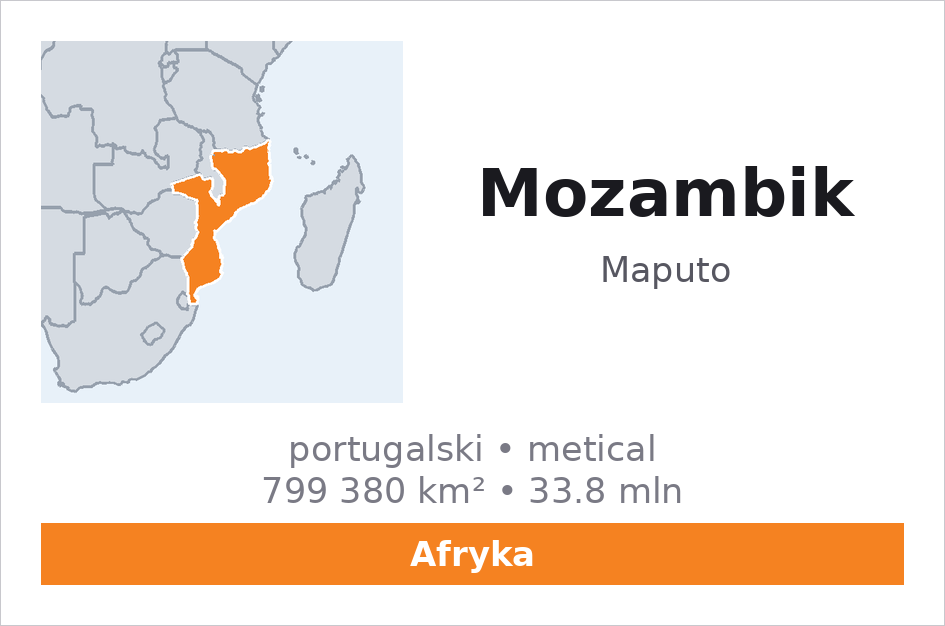 Mozambik
Maputo
portugalski • metical
799 380 km² • 33.8 mln
Afryka